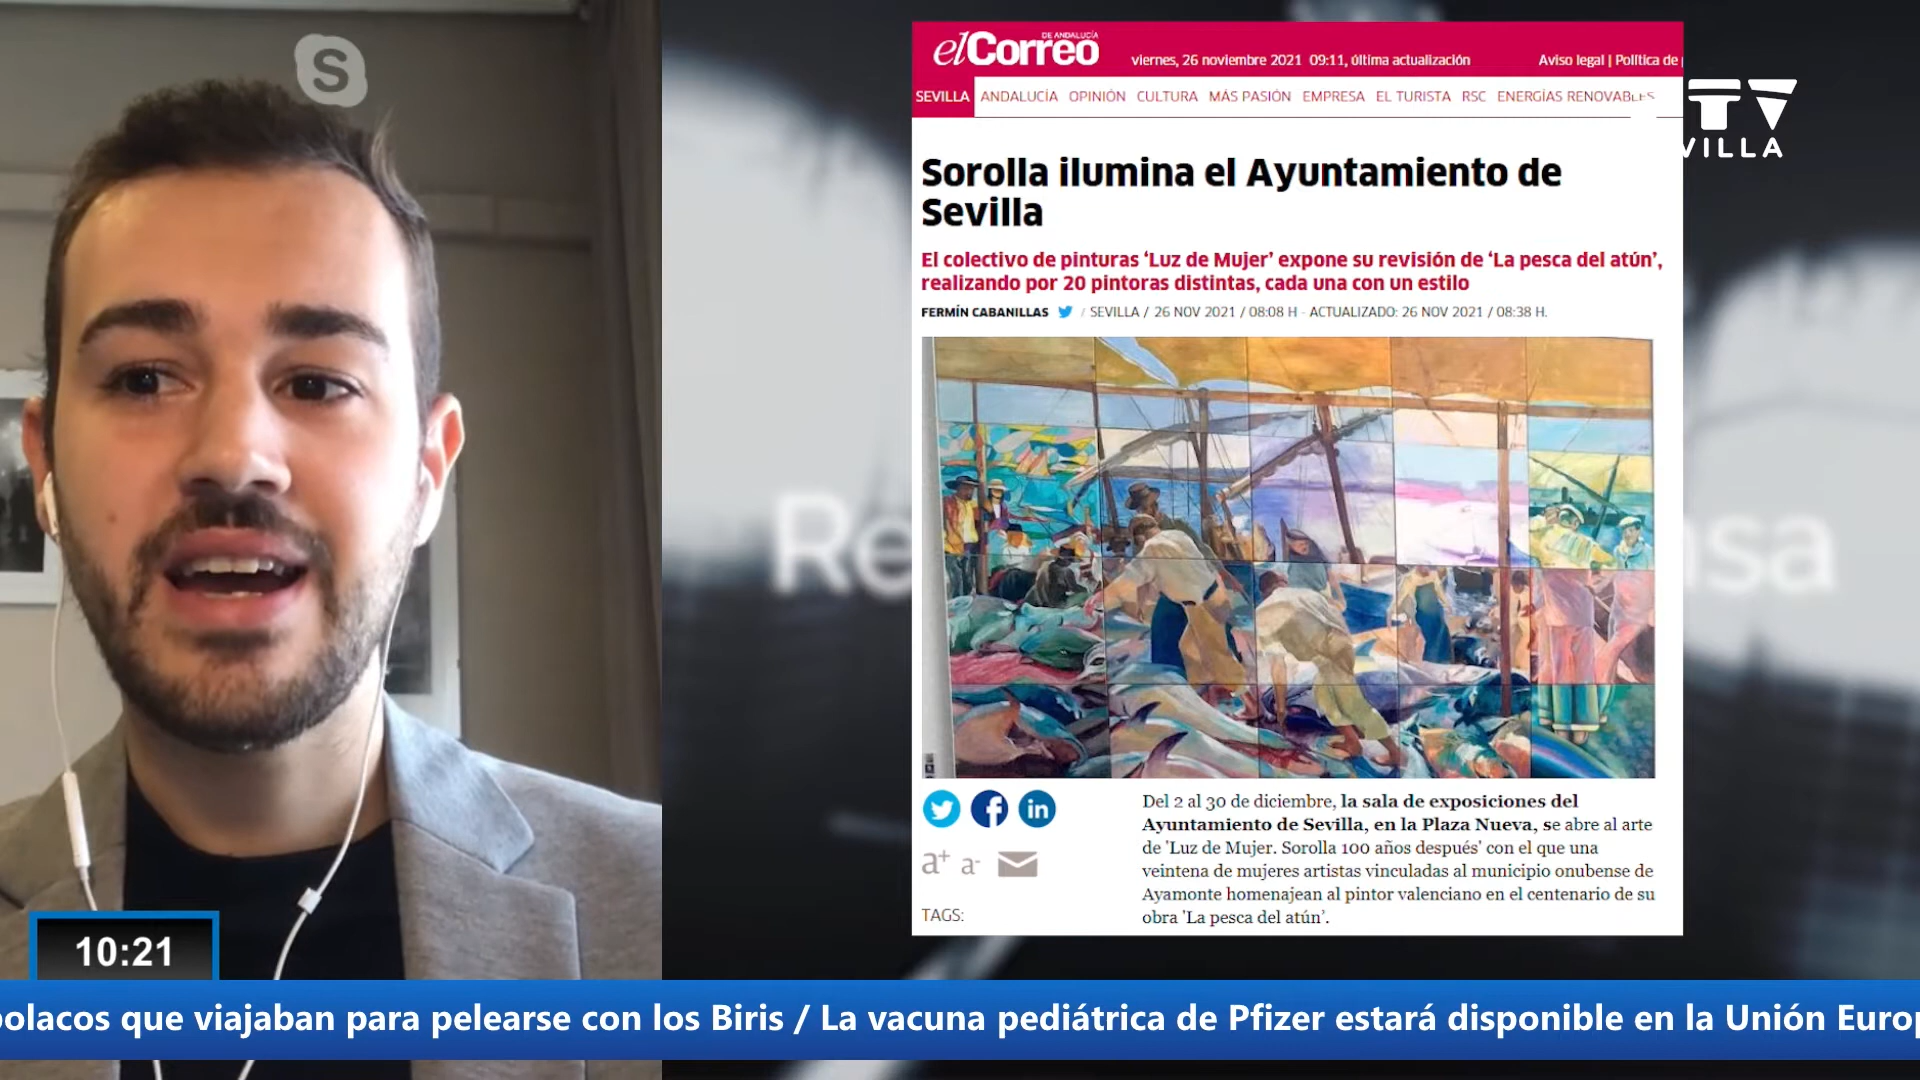 S
elCorreo
DE ANDALUCÍA
viernes, 26 noviembre 2021 09:11, última actualización
Aviso legal | Política de
SEVILLA ANDALUCÍA OPINIÓN CULTURA MÁS PASIÓN EMPRESA EL TURISTA RSC ENERGÍAS RENOVABLES
TV
VILLA
Sorolla ilumina el Ayuntamiento de
Sevilla
El colectivo de pinturas ‘Luz de Mujer’ expone su revisión de ‘La pesca del atún’,
realizando por 20 pintoras distintas, cada una con un estilo
FERMÍN CABANILLAS / SEVILLA / 26 NOV 2021 / 08:08 H - ACTUALIZADO: 26 NOV 2021 / 08:38 H.
Re
nsa
Del 2 al 30 de diciembre, la sala de exposiciones del
Ayuntamiento de Sevilla, en la Plaza Nueva, se abre al arte
de 'Luz de Mujer. Sorolla 100 años después' con el que una
veintena de mujeres artistas vinculadas al municipio onubense de
Ayamonte homenajean al pintor valenciano en el centenario de su
obra 'La pesca del atún’.
a+ a-
TAGS:
10:21
polacos que viajaban para pelearse con los Biris / La vacuna pediátrica de Pfizer estará disponible en la Unión Europ